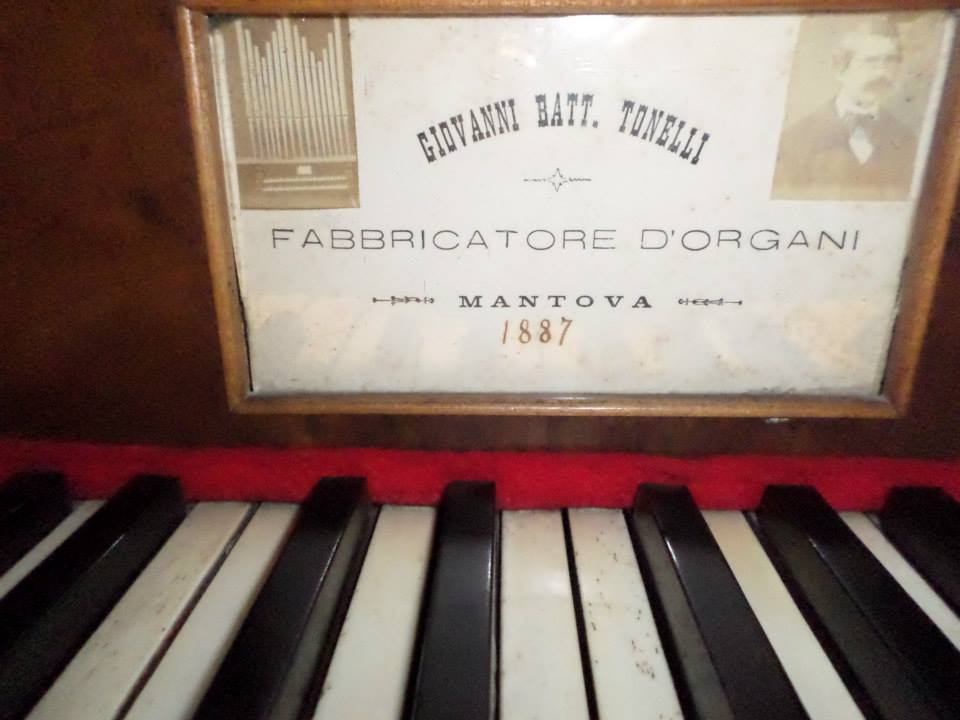 GIOVANNI BATT. TONELLI
FABBRICATORE D'ORGANI
MANTOVA
1887